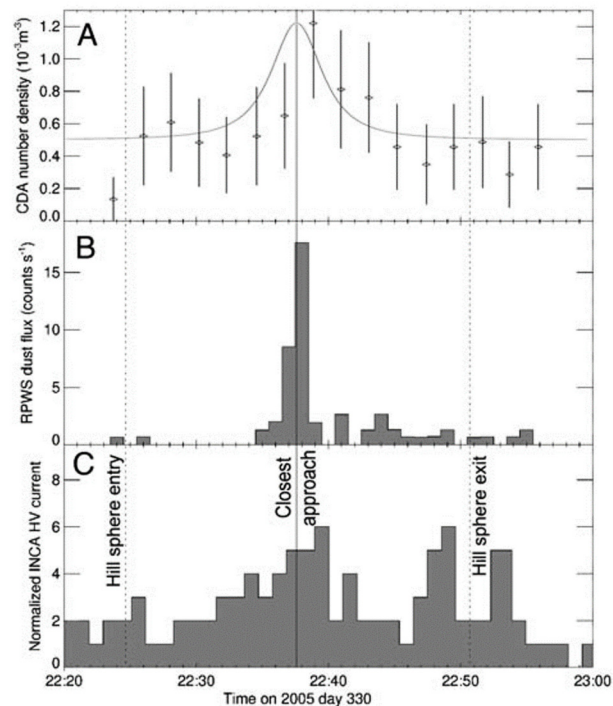 A
CDA number density (10⁻³m⁻³)
1.2
1.0
0.8
0.6
0.4
0.2
0.0
B
RPWS dust flux (counts s⁻¹)
15
10
5
0
C
Normalized INCA HV current
8
6
4
2
0
Hill sphere entry
Closest
approach
Hill sphere exit
22:20 22:30 22:40 22:50 23:00
Time on 2005 day 330